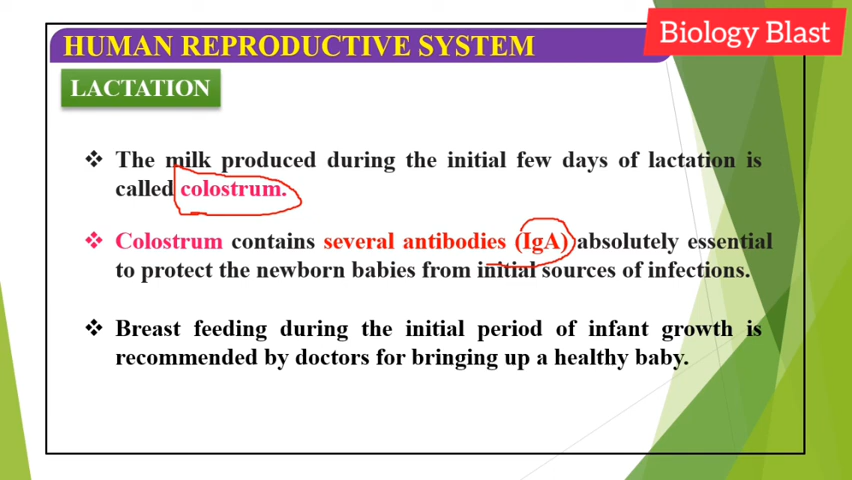 Biology Blast
HUMAN REPRODUCTIVE SYSTEM
LACTATION
❖ The milk produced during the initial few days of lactation is
called colostrum.
❖ Colostrum contains several antibodies (IgA) absolutely essential
to protect the newborn babies from initial sources of infections.
❖ Breast feeding during the initial period of infant growth is
recommended by doctors for bringing up a healthy baby.